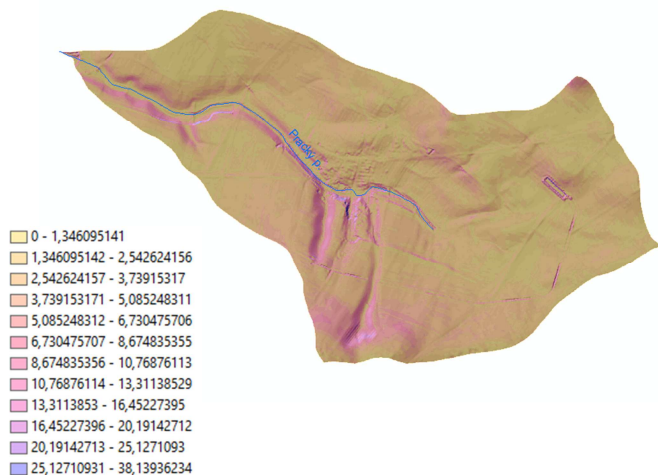 Pracký p.
0 - 1,346095141
1,346095142 - 2,542624156
2,542624157 - 3,73915317
3,739153171 - 5,085248311
5,085248312 - 6,730475706
6,730475707 - 8,674835355
8,674835356 - 10,76876113
10,76876114 - 13,31138529
13,3113853 - 16,45227395
16,45227396 - 20,19142712
20,19142713 - 25,1271093
25,12710931 - 38,13936234